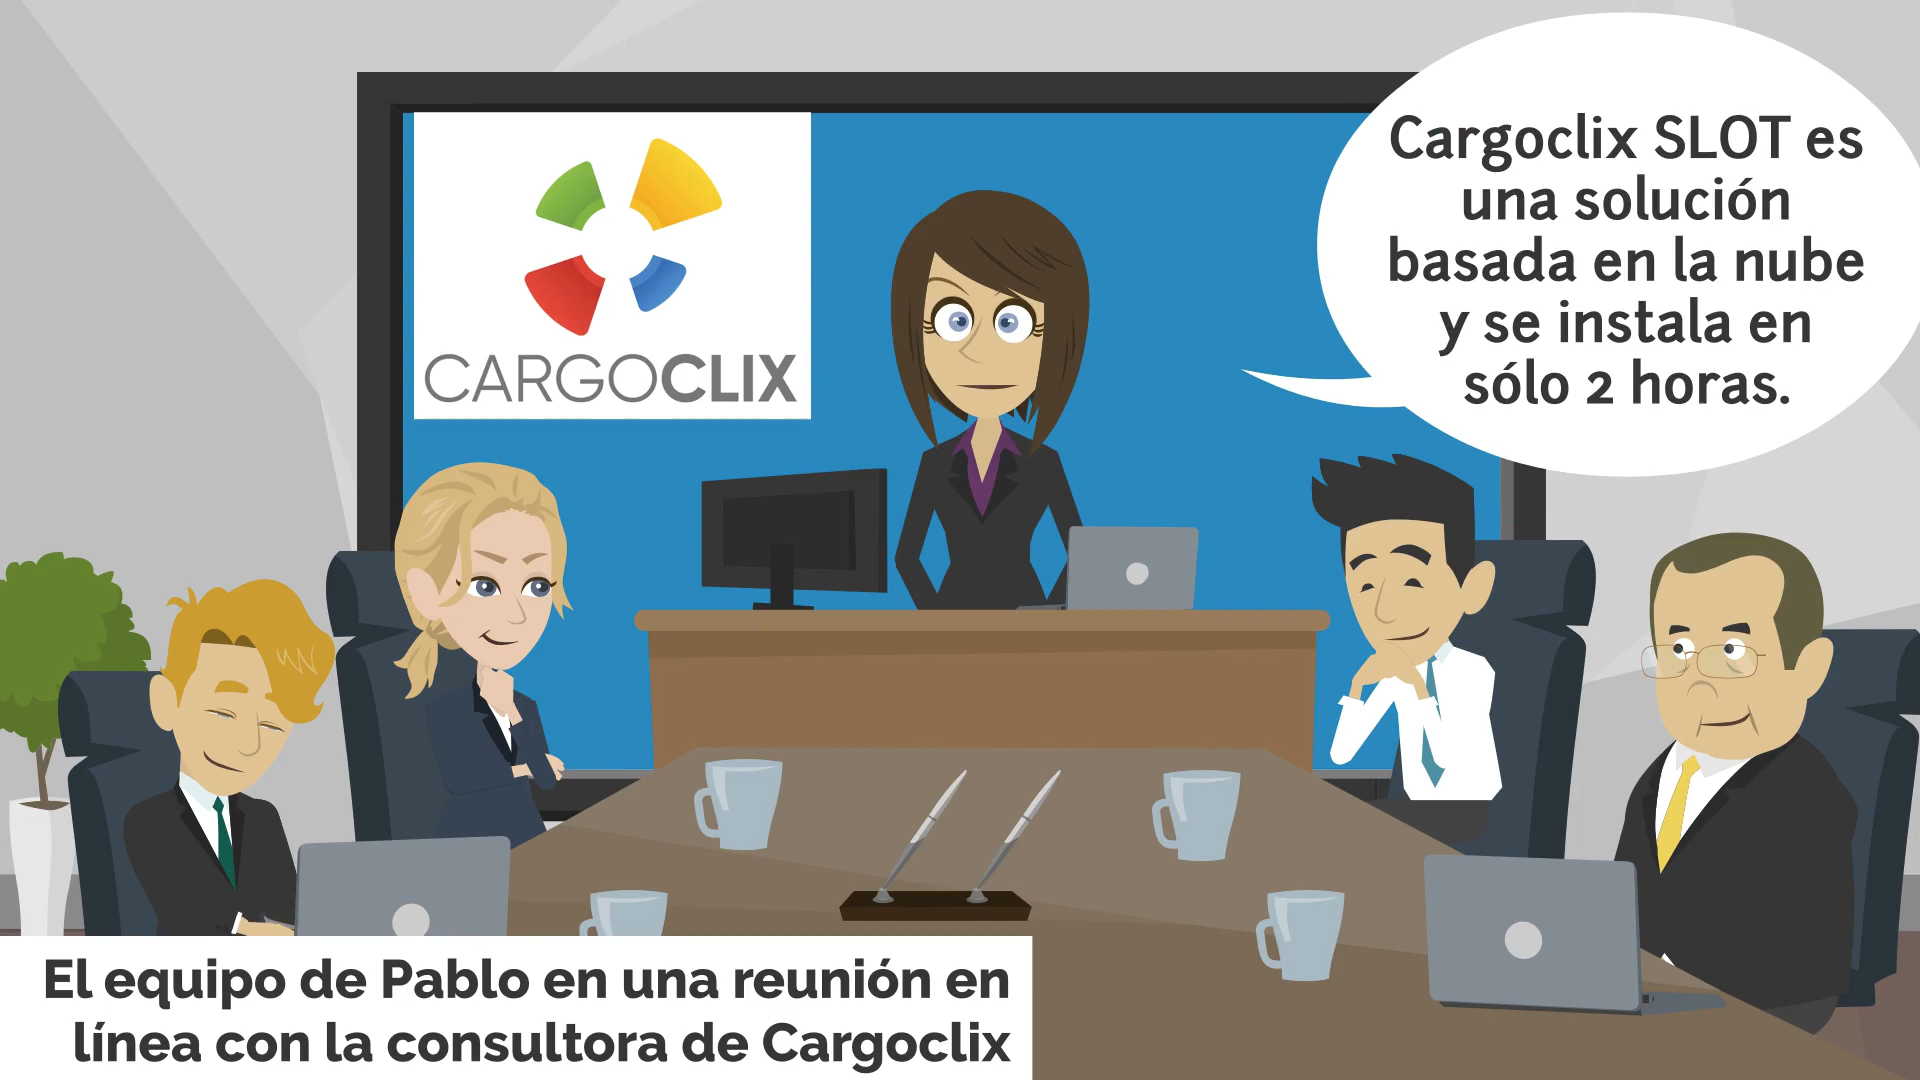 CARGOCLIX
Cargoclix SLOT es
una solución
basada en la nube
y se instala en
sólo 2 horas.
El equipo de Pablo en una reunión en
línea con la consultora de Cargoclix